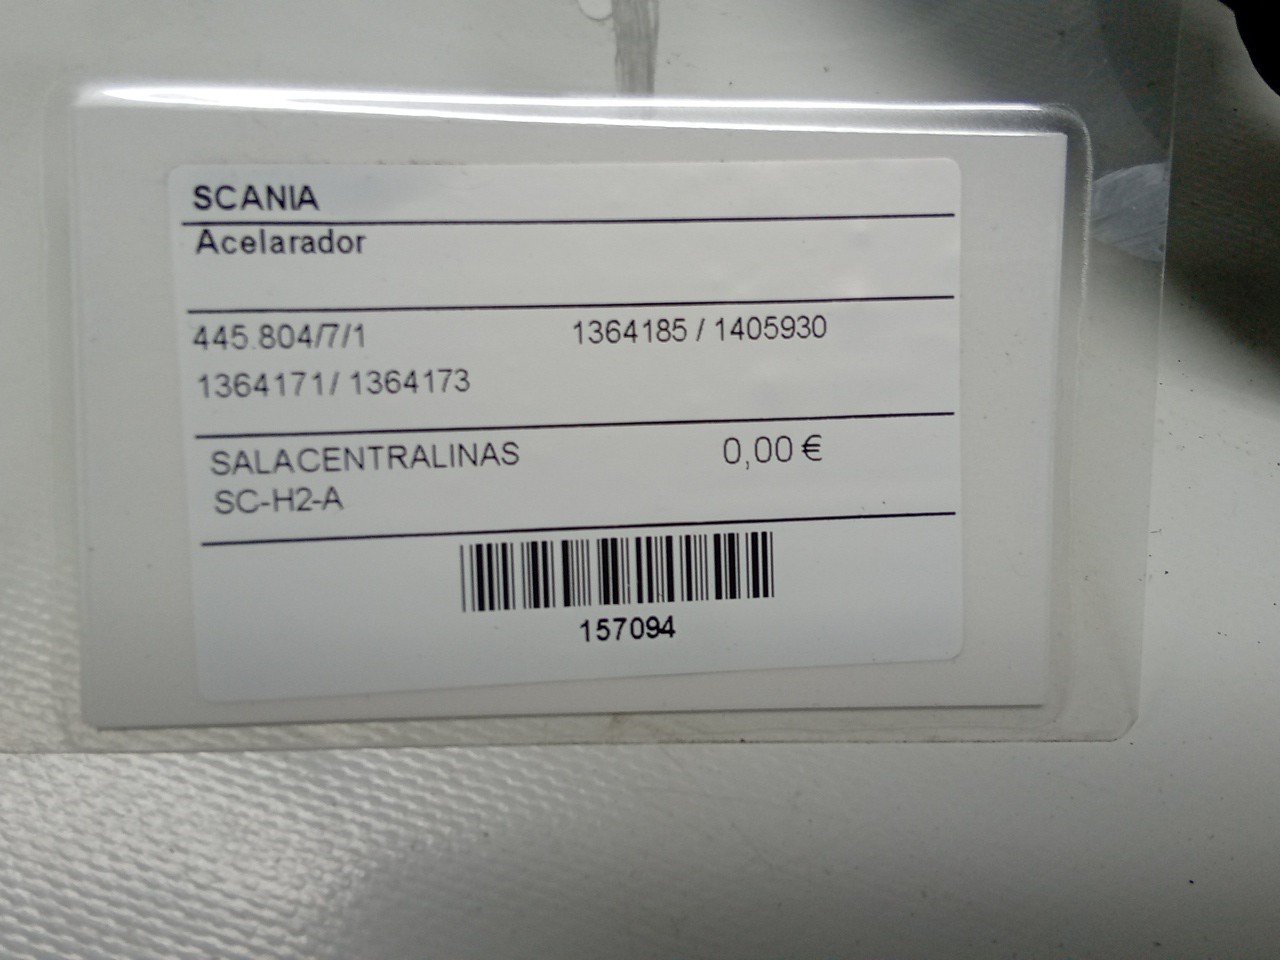 SCANIA
Acelarador
445.804/7/1 1364185 / 1405930
1364171/ 1364173
SALACENTRALINAS 0,00 €
SC-H2-A
157094